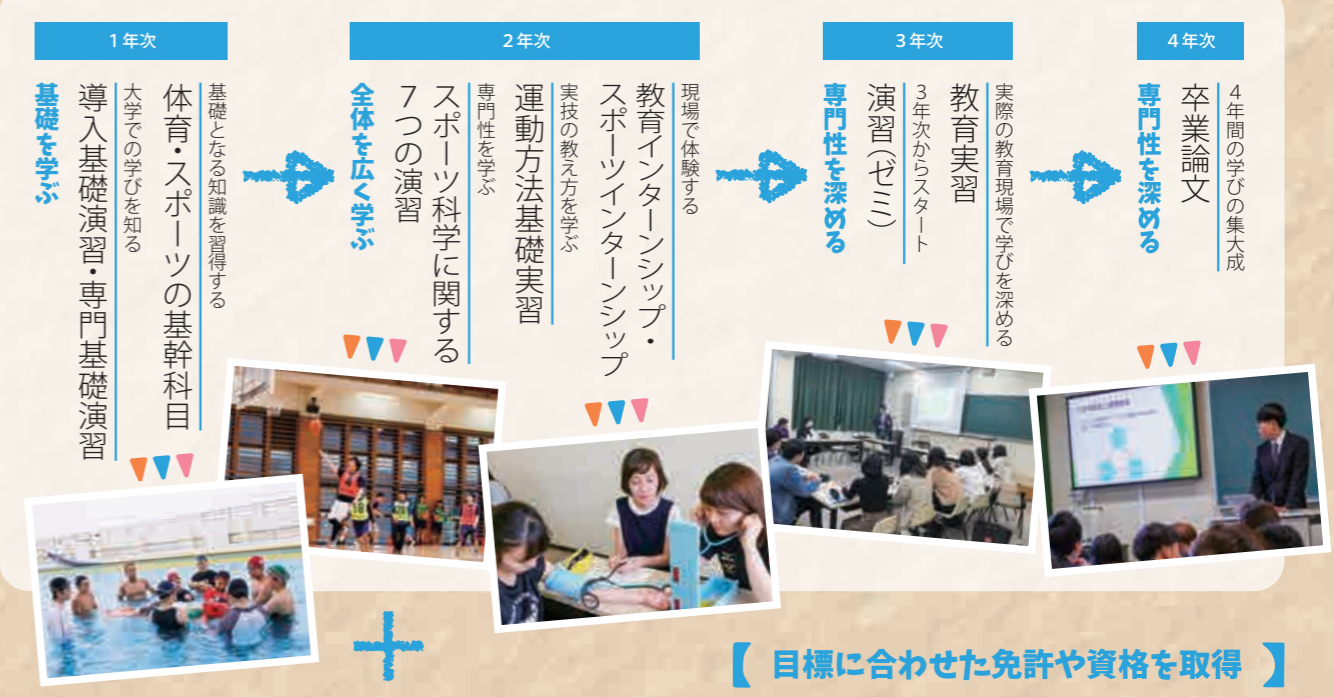 1年次
基礎となる知識を習得する
体育・スポーツの基幹科目
大学での学びを知る
導入基礎演習・専門基礎演習
基礎を学ぶ
2年次
現場で体験する
教育インターンシップ・
スポーツインターンシップ
実技の教え方を学ぶ
運動方法基礎実習
専門性を学ぶ
スポーツ科学に関する
7つの演習
全体を広く学ぶ
3年次
実際の教育現場で学びを深める
教育実習
3年次からスタート
演習(ゼミ)
専門性を深める
4年次
4年間の学びの集大成
卒業論文
専門性を深める
【 目標に合わせた免許や資格を取得 】